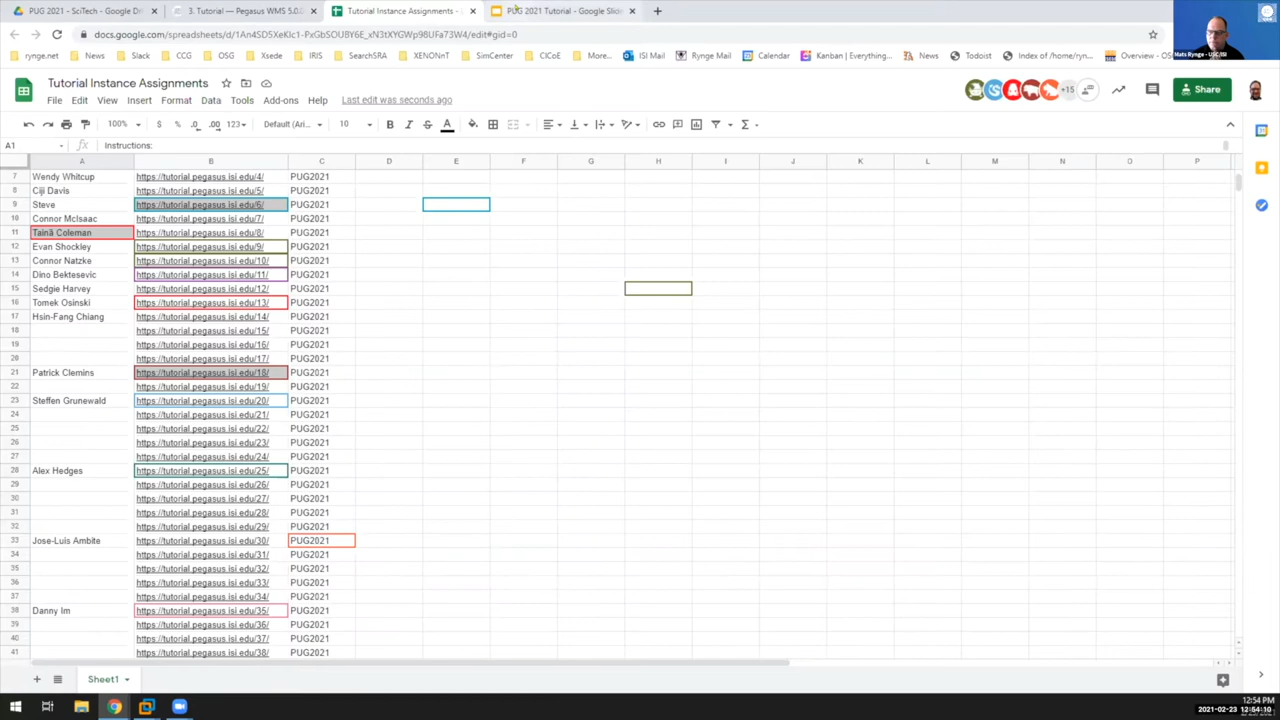 PUG 2021 - SciTech - Google Dr
3. Tutorial — Pegasus WMS 5.0.
Tutorial Instance Assignments -
PUG 2021 Tutorial - Google Slide
docs.google.com/spreadsheets/d/1An4SD5XeKIc1-PxGbSOU8Y6E_xN3tXYGWp98UFa73W4/edit#gid=0
rynge.net
News
Slack
CCG
OSG
Xsede
IRIS
SearchSRA
XENONnT
SimCenter
CICoE
More...
ISI Mail
Rynge Mail
Calendar
Kanban | Everything
News
Todoist
Index of /home/ryn...
Overview - OS
Mats Rynge - USC/ISI
Tutorial Instance Assignments
File Edit View Insert Format Data Tools Add-ons Help Last edit was seconds ago
+15
Share
100% $ % .0 .00 123 Default (Ari... 10 B I S A
A1 fx Instructions:
A B C D E F G H I J K L M N O P
7 Wendy Whitcup https://tutorial.pegasus.isi.edu/4/ PUG2021
8 Ciji Davis https://tutorial.pegasus.isi.edu/5/ PUG2021
9 Steve https://tutorial.pegasus.isi.edu/6/ PUG2021
10 Connor McIsaac https://tutorial.pegasus.isi.edu/7/ PUG2021
11 Tainã Coleman https://tutorial.pegasus.isi.edu/8/ PUG2021
12 Evan Shockley https://tutorial.pegasus.isi.edu/9/ PUG2021
13 Connor Natzke https://tutorial.pegasus.isi.edu/10/ PUG2021
14 Dino Bektesevic https://tutorial.pegasus.isi.edu/11/ PUG2021
15 Sedgie Harvey https://tutorial.pegasus.isi.edu/12/ PUG2021
16 Tomek Osinski https://tutorial.pegasus.isi.edu/13/ PUG2021
17 Hsin-Fang Chiang https://tutorial.pegasus.isi.edu/14/ PUG2021
18 https://tutorial.pegasus.isi.edu/15/ PUG2021
19 https://tutorial.pegasus.isi.edu/16/ PUG2021
20 https://tutorial.pegasus.isi.edu/17/ PUG2021
21 Patrick Clemins https://tutorial.pegasus.isi.edu/18/ PUG2021
22 https://tutorial.pegasus.isi.edu/19/ PUG2021
23 Steffen Grunewald https://tutorial.pegasus.isi.edu/20/ PUG2021
24 https://tutorial.pegasus.isi.edu/21/ PUG2021
25 https://tutorial.pegasus.isi.edu/22/ PUG2021
26 https://tutorial.pegasus.isi.edu/23/ PUG2021
27 https://tutorial.pegasus.isi.edu/24/ PUG2021
28 Alex Hedges https://tutorial.pegasus.isi.edu/25/ PUG2021
29 https://tutorial.pegasus.isi.edu/26/ PUG2021
30 https://tutorial.pegasus.isi.edu/27/ PUG2021
31 https://tutorial.pegasus.isi.edu/28/ PUG2021
32 https://tutorial.pegasus.isi.edu/29/ PUG2021
33 Jose-Luis Ambite https://tutorial.pegasus.isi.edu/30/ PUG2021
34 https://tutorial.pegasus.isi.edu/31/ PUG2021
35 https://tutorial.pegasus.isi.edu/32/ PUG2021
36 https://tutorial.pegasus.isi.edu/33/ PUG2021
37 https://tutorial.pegasus.isi.edu/34/ PUG2021
38 Danny Im https://tutorial.pegasus.isi.edu/35/ PUG2021
39 https://tutorial.pegasus.isi.edu/36/ PUG2021
40 https://tutorial.pegasus.isi.edu/37/ PUG2021
41 https://tutorial.pegasus.isi.edu/38/ PUG2021
Sheet1
12:54 PM
2021-02-23 12:54:10